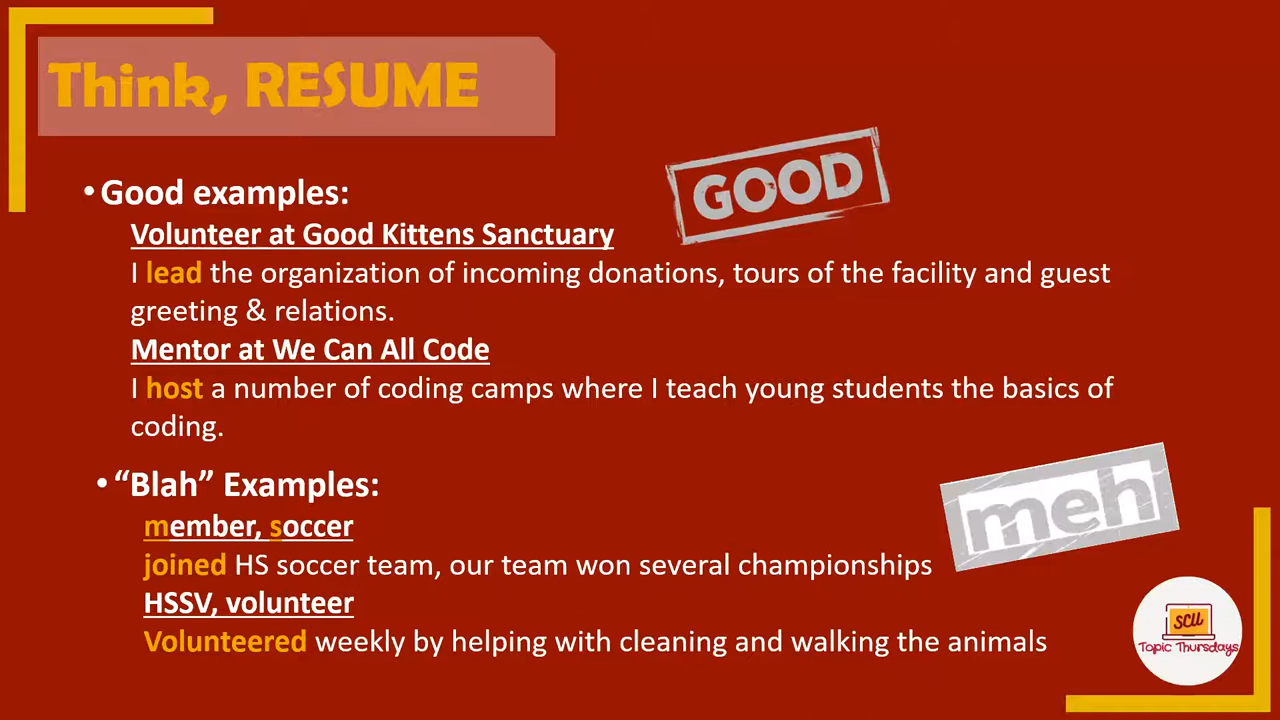 Think, RESUME
GOOD
• Good examples:
Volunteer at Good Kittens Sanctuary
I lead the organization of incoming donations, tours of the facility and guest
greeting & relations.
Mentor at We Can All Code
I host a number of coding camps where I teach young students the basics of
coding.
• “Blah” Examples:
meh
member, soccer
joined HS soccer team, our team won several championships
HSSV, volunteer
Volunteered weekly by helping with cleaning and walking the animals
SCU
Topic Thursdays